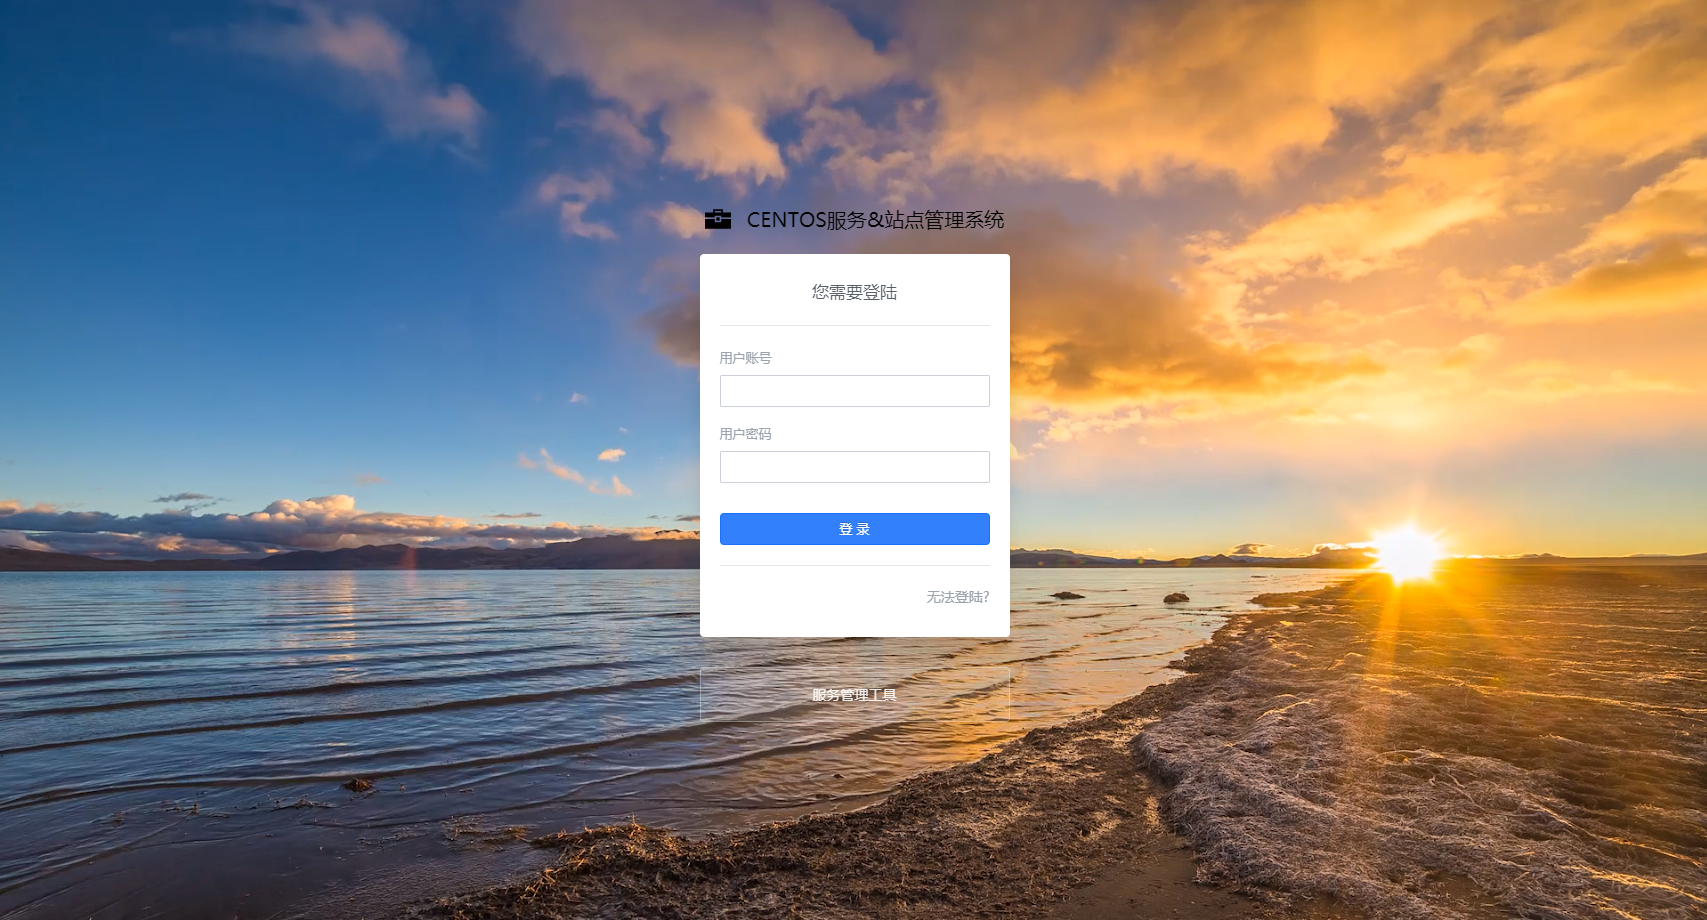 CENTOS服务&站点管理系统
您需要登陆
用户账号
用户密码
登 录
无法登陆?
服务管理工具